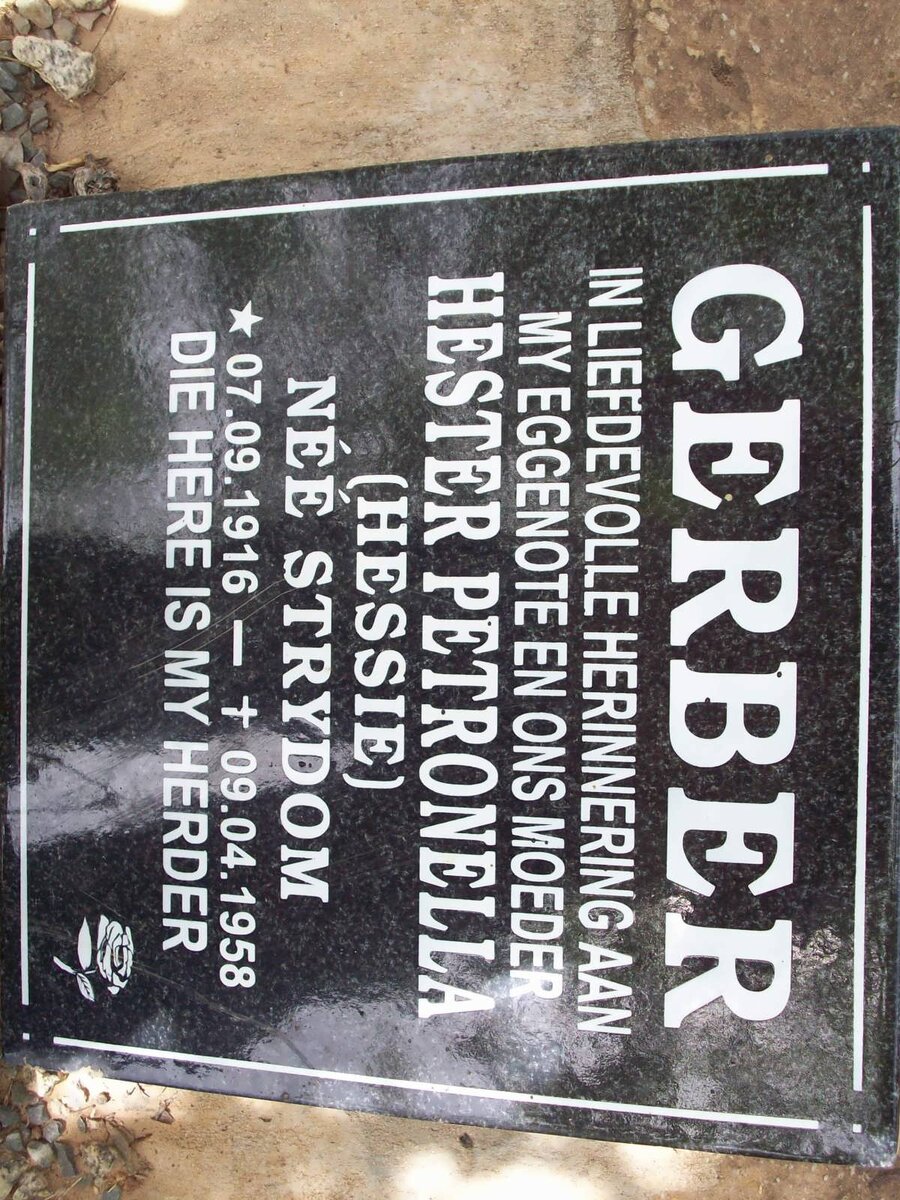 GERBER
IN LIEFDEVOLLE HERINNERING AAN
MY EGGENOTE EN ONS MOEDER
HESTER PETRONELLA
(HESSIE)
NÉE STRYDOM
★ 07.09.1916 — ✝ 09.04.1958
DIE HERE IS MY HERDER